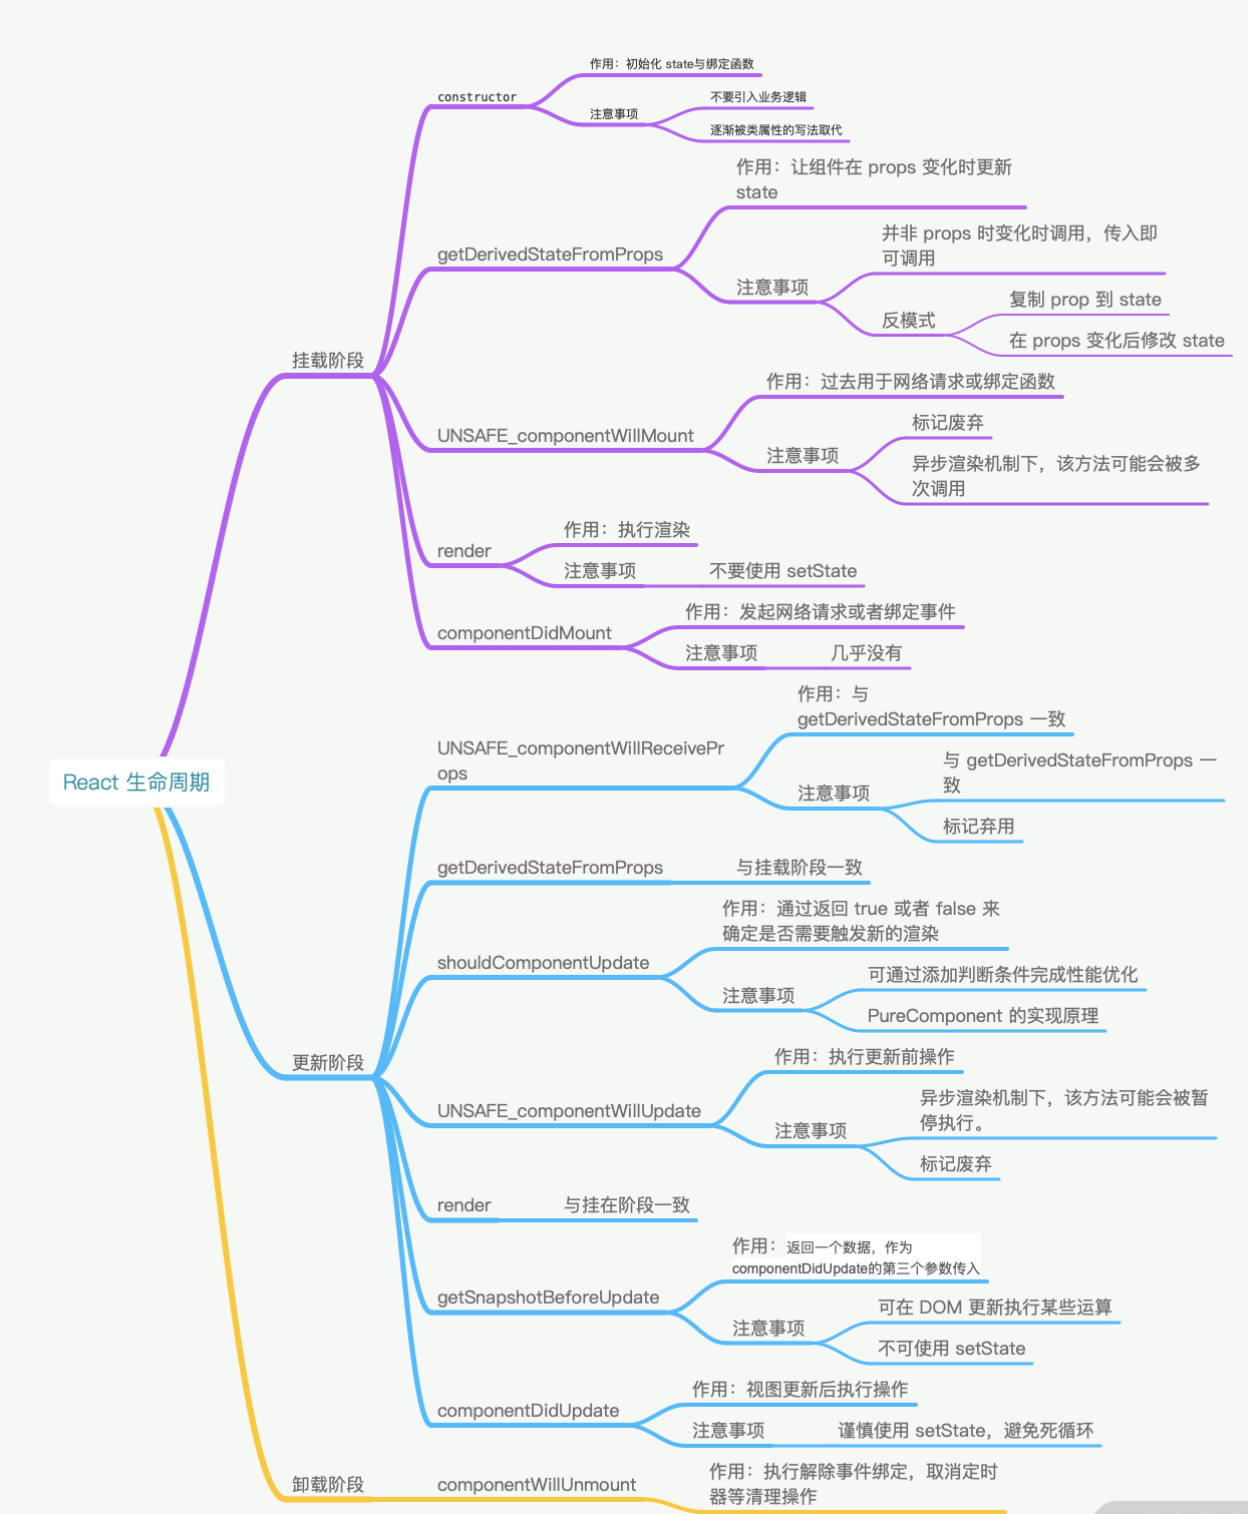 React 生命周期
挂载阶段
constructor
作用：初始化 state与绑定函数
注意事项
不要引入业务逻辑
逐渐被类属性的写法取代
getDerivedStateFromProps
作用：让组件在 props 变化时更新
state
注意事项
并非 props 时变化时调用，传入即
可调用
反模式
复制 prop 到 state
在 props 变化后修改 state
UNSAFE_componentWillMount
作用：过去用于网络请求或绑定函数
注意事项
标记废弃
异步渲染机制下，该方法可能会被多
次调用
render
作用：执行渲染
注意事项
不要使用 setState
componentDidMount
作用：发起网络请求或者绑定事件
注意事项
几乎没有
更新阶段
UNSAFE_componentWillReceivePr
ops
作用：与
getDerivedStateFromProps 一致
注意事项
与 getDerivedStateFromProps 一
致
标记弃用
getDerivedStateFromProps
与挂载阶段一致
shouldComponentUpdate
作用：通过返回 true 或者 false 来
确定是否需要触发新的渲染
注意事项
可通过添加判断条件完成性能优化
PureComponent 的实现原理
UNSAFE_componentWillUpdate
作用：执行更新前操作
注意事项
异步渲染机制下，该方法可能会被暂
停执行。
标记废弃
render
与挂在阶段一致
getSnapshotBeforeUpdate
作用：返回一个数据，作为
componentDidUpdate的第三个参数传入
注意事项
可在 DOM 更新执行某些运算
不可使用 setState
componentDidUpdate
作用：视图更新后执行操作
注意事项
谨慎使用 setState，避免死循环
卸载阶段
componentWillUnmount
作用：执行解除事件绑定，取消定时
器等清理操作